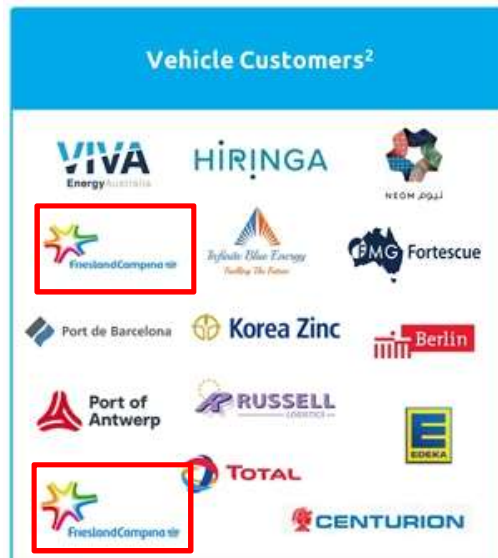 Vehicle Customers²
VIVA
Energy Australia
HiRiNGA
NEOM نيوم
FrieslandCampina
Infinite Blue Energy
Fuelling The Future
FMG Fortescue
Port de Barcelona
Korea Zinc
Berlin
Port of
Antwerp
RUSSELL
LOGISTICS
E
EDEKA
TOTAL
FrieslandCampina
CENTURION